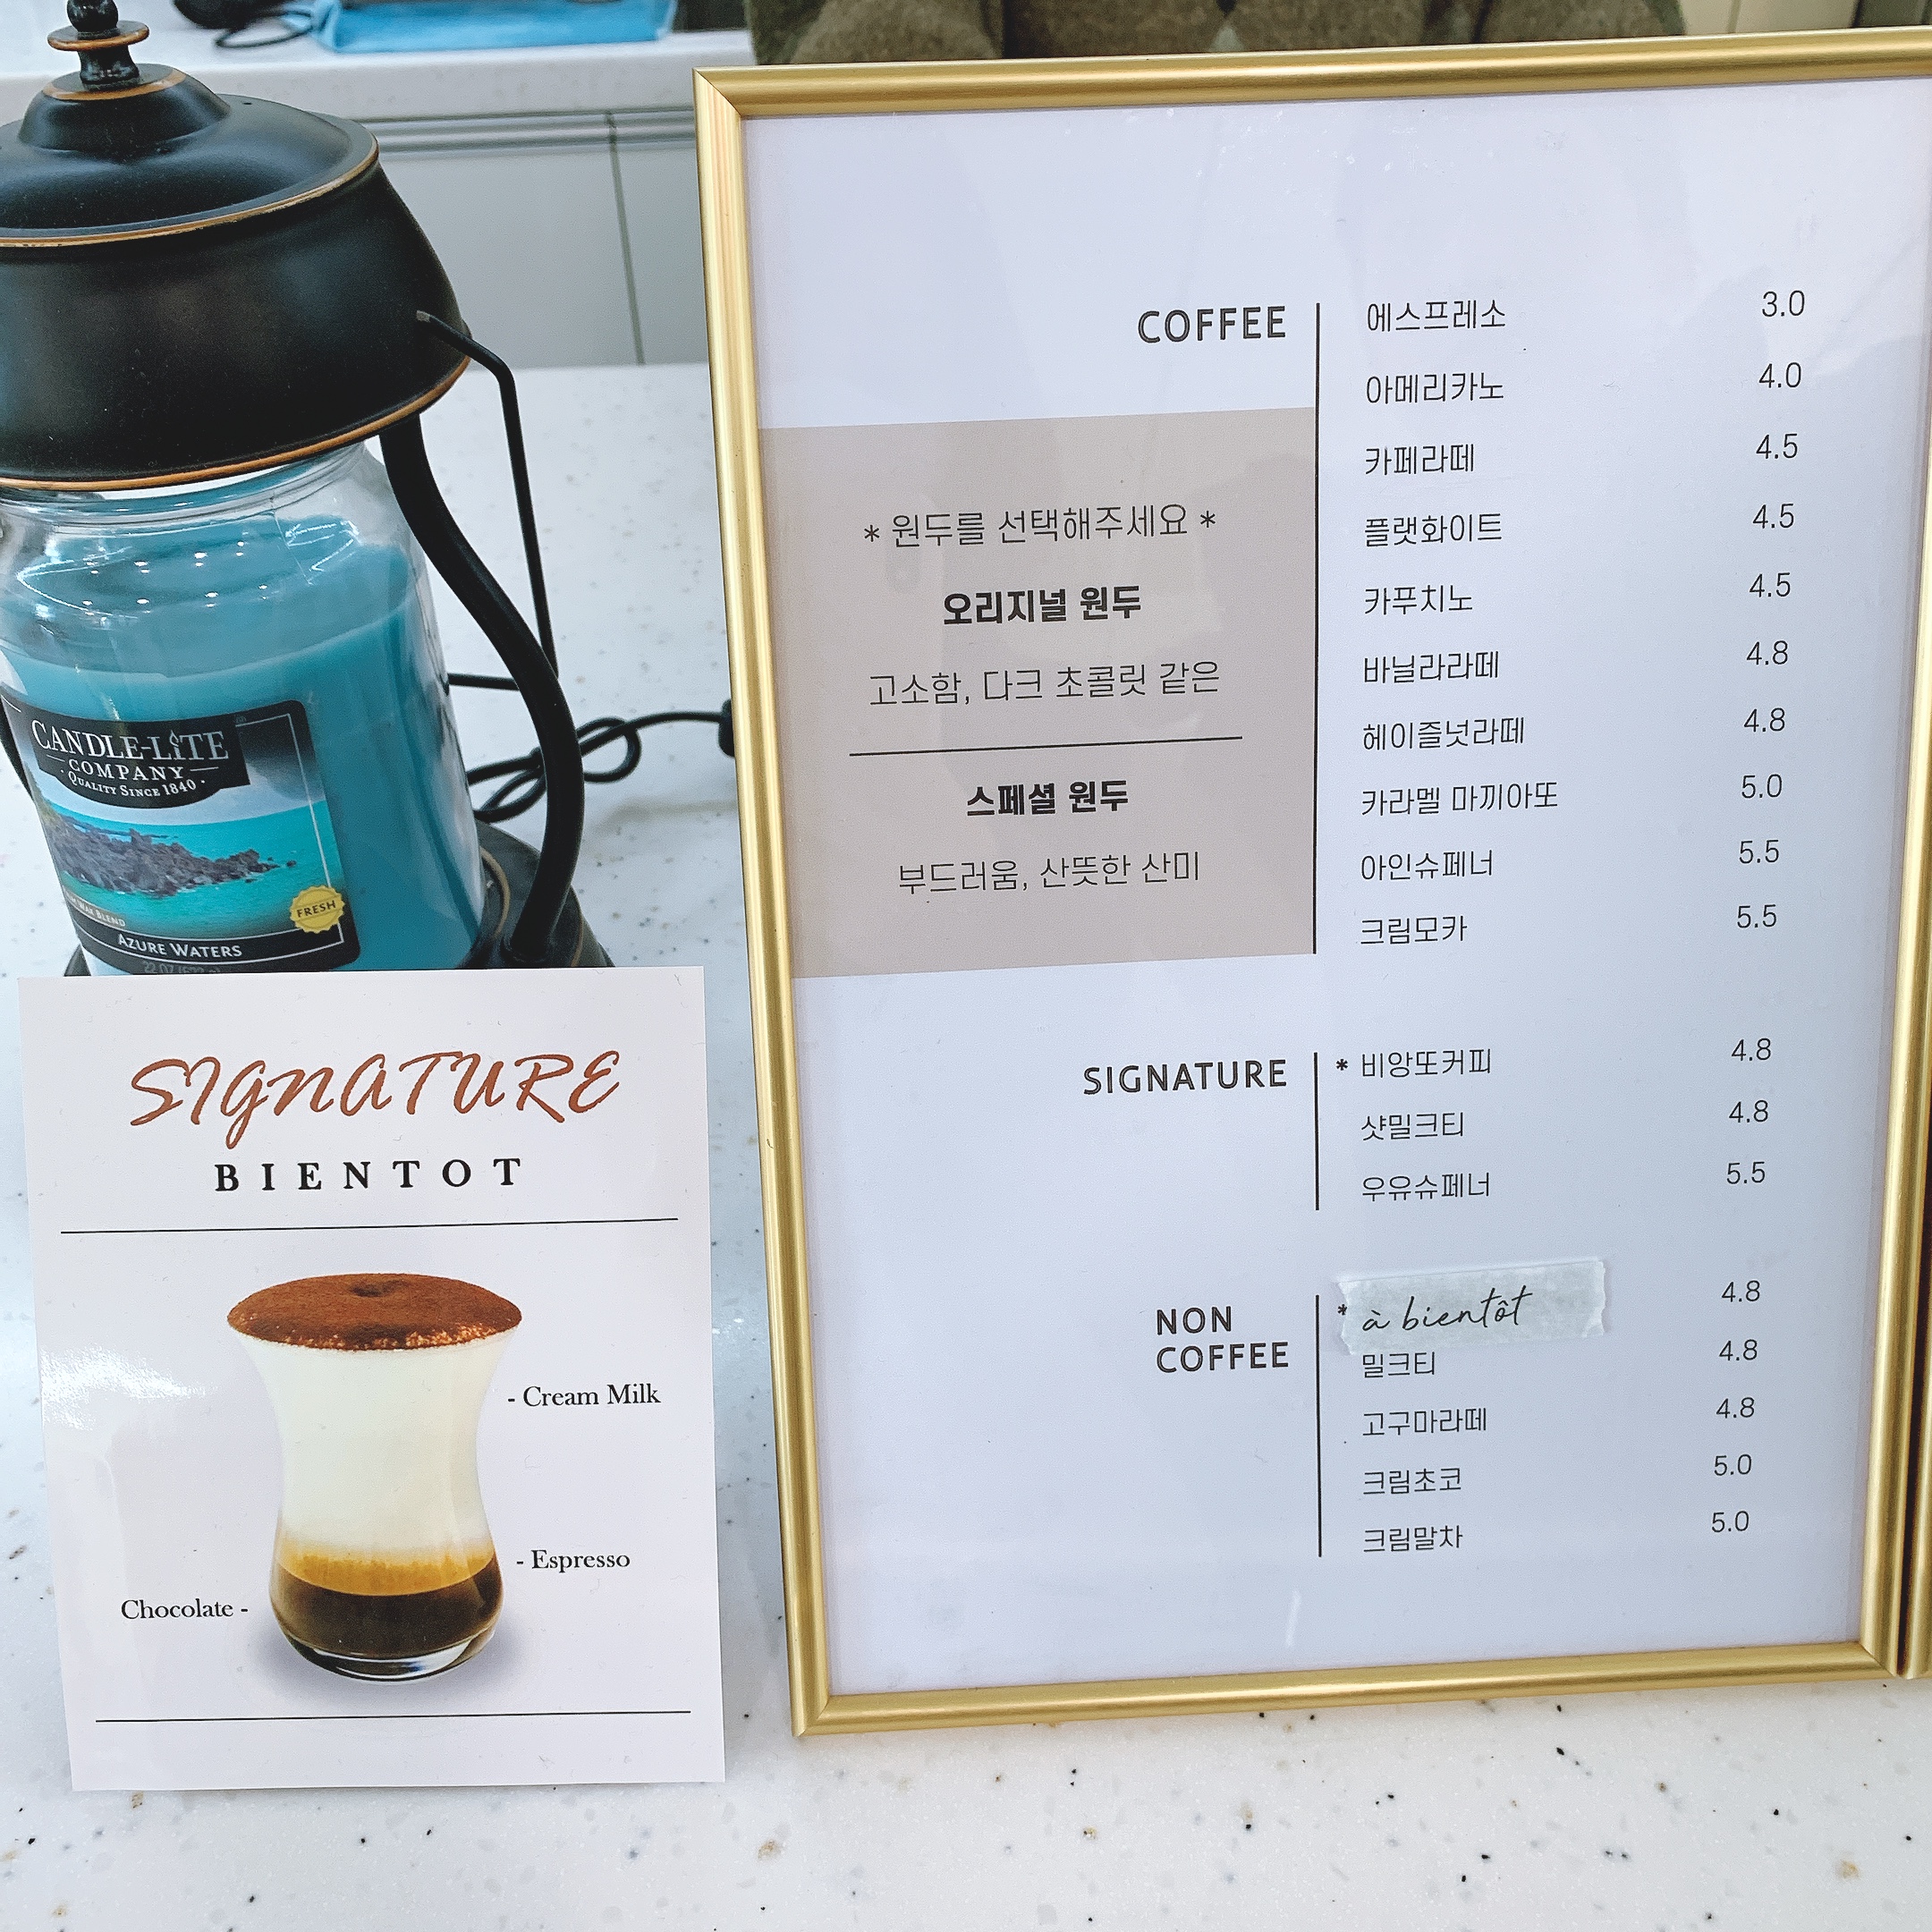 CANDLE-LITE
COMPANY
· QUALITY SINCE 1840 ·
WAX BLEND
FRESH
AZURE WATERS
SIGNATURE
BIENTOT
- Cream Milk
- Espresso
Chocolate -
COFFEE
* 원두를 선택해주세요 *
오리지널 원두
고소함, 다크 초콜릿 같은
스페셜 원두
부드러움, 산뜻한 산미
에스프레소 3.0
아메리카노 4.0
카페라떼 4.5
플랫화이트 4.5
카푸치노 4.5
바닐라라떼 4.8
헤이즐넛라떼 4.8
카라멜 마끼아또 5.0
아인슈페너 5.5
크림모카 5.5
SIGNATURE
* 비앙또커피 4.8
샷밀크티 4.8
우유슈페너 5.5
NON
COFFEE
* à bientôt 4.8
밀크티 4.8
고구마라떼 4.8
크림초코 5.0
크림말차 5.0